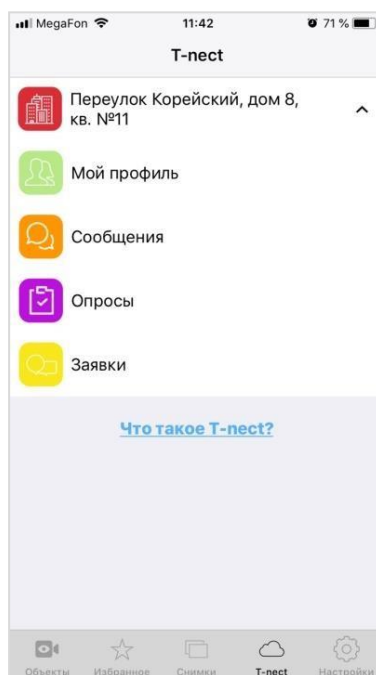 MegaFon 11:42 71 %
T-nect
Переулок Корейский, дом 8,
кв. №11
Мой профиль
Сообщения
Опросы
Заявки
Что такое T-nect?
Объекты Избранное Снимки T-nect Настройки